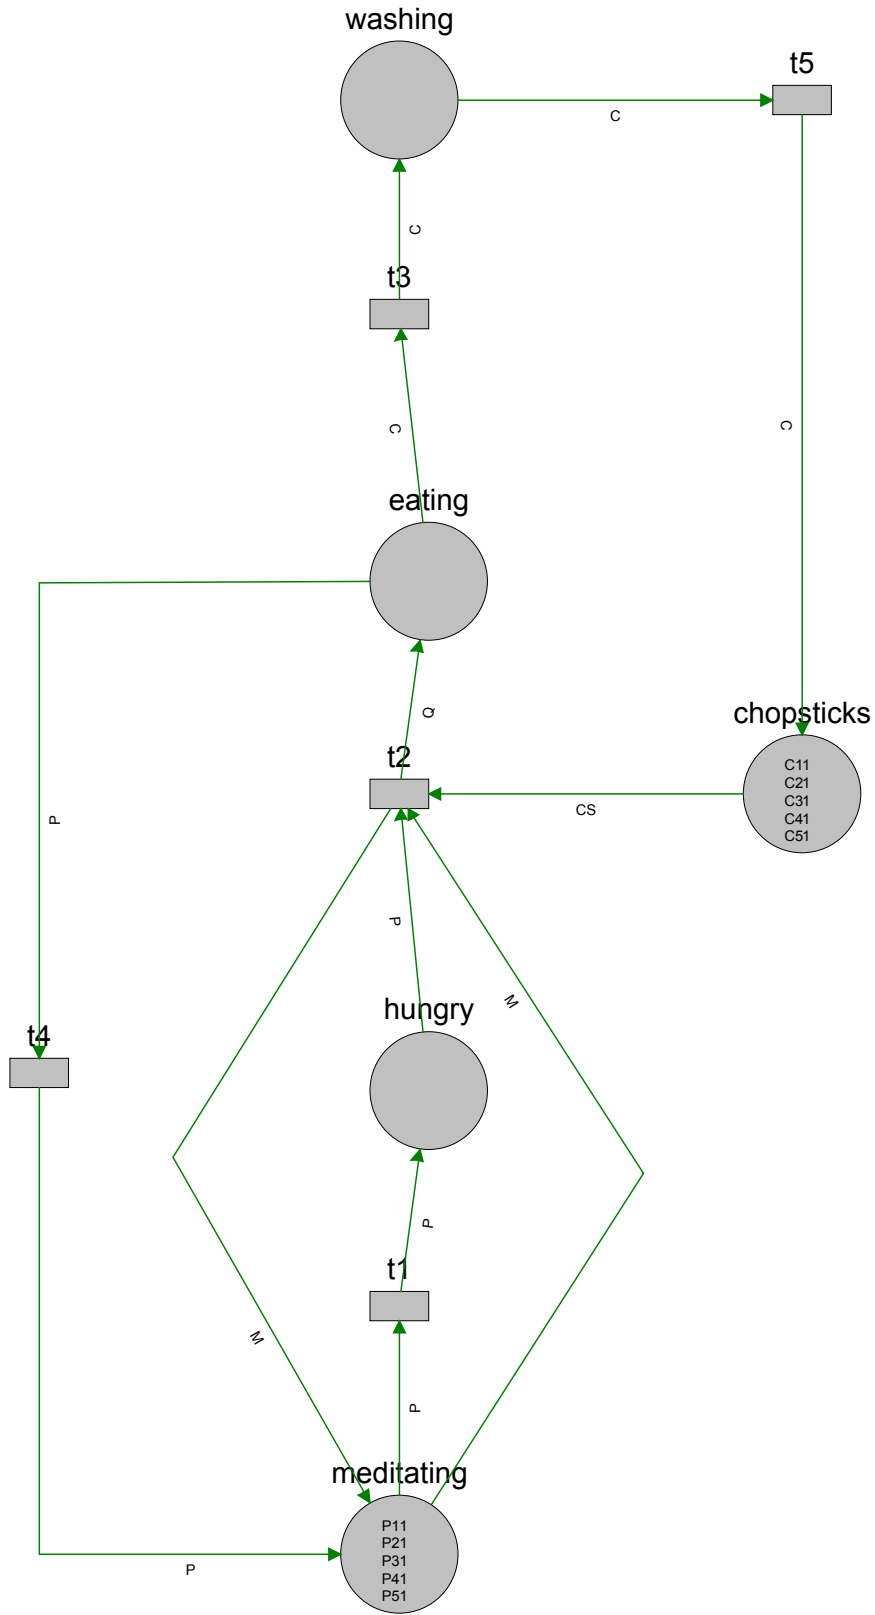 washing
t5
C
C
t3
C
C
eating
Q
chopsticks
t2
C11
C21
C31
C41
C51
CS
P
P
M
hungry
t4
P
t1
M
P
meditating
P11
P21
P31
P41
P51
P